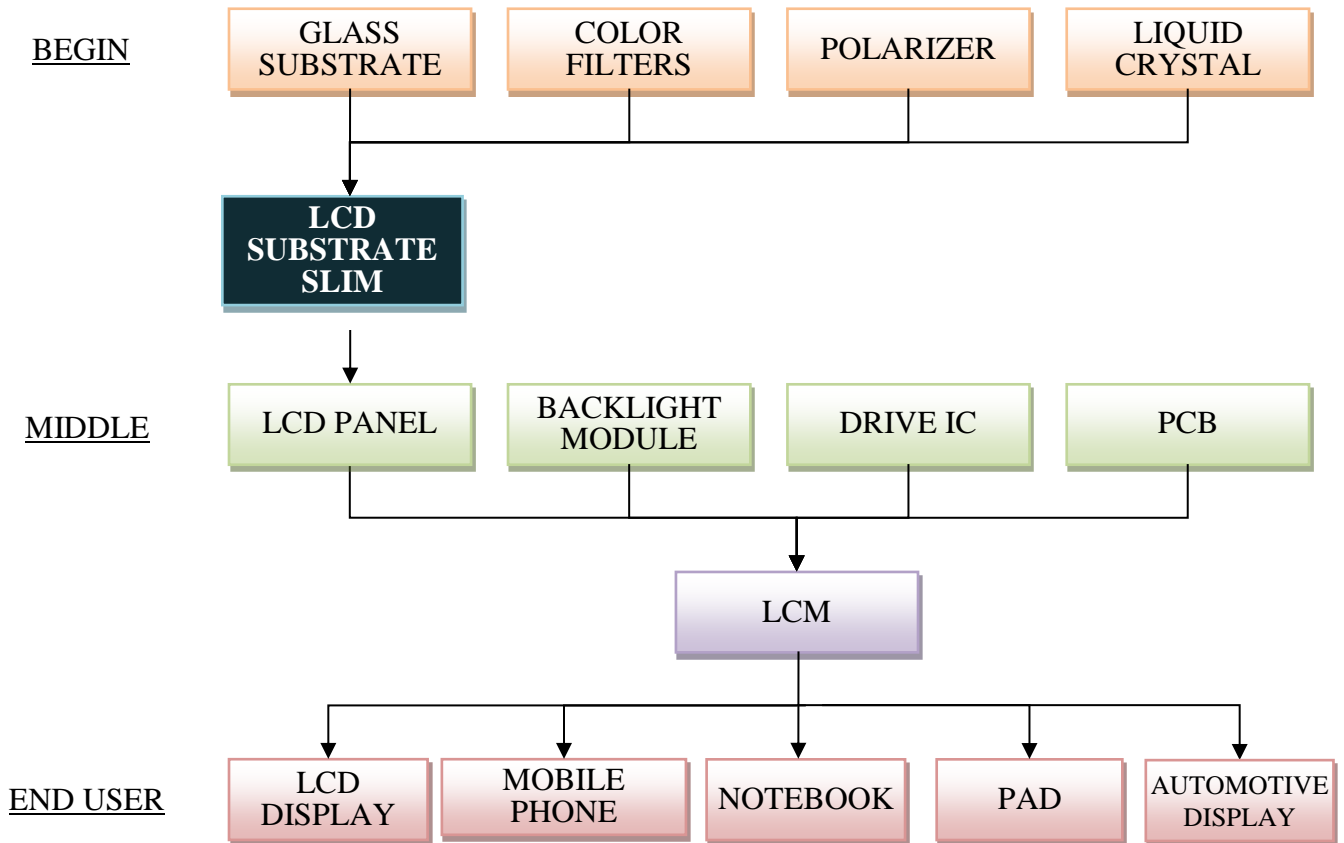 BEGIN
GLASS
SUBSTRATE
COLOR
FILTERS
POLARIZER
LIQUID
CRYSTAL
LCD
SUBSTRATE
SLIM
MIDDLE
LCD PANEL
BACKLIGHT
MODULE
DRIVE IC
PCB
LCM
END USER
LCD
DISPLAY
MOBILE
PHONE
NOTEBOOK
PAD
AUTOMOTIVE
DISPLAY